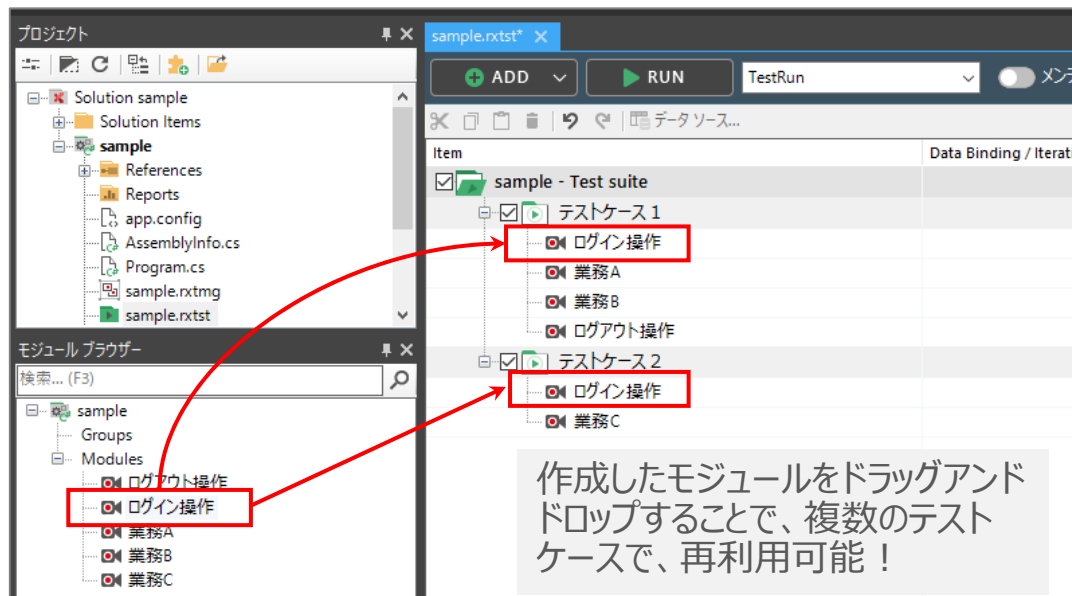 プロジェクト
Solution sample
Solution Items
sample
References
Reports
app.config
AssemblyInfo.cs
Program.cs
sample.rxtmg
sample.rxtst
モジュール ブラウザー
検索... (F3)
sample
Groups
Modules
ログアウト操作
ログイン操作
業務A
業務B
業務C
sample.rxtst*
ADD
RUN
TestRun
メンテ
データ ソース...
Item
Data Binding / Iterati
sample - Test suite
テストケース 1
ログイン操作
業務A
業務B
ログアウト操作
テストケース 2
ログイン操作
業務C
作成したモジュールをドラッグアンド
ドロップすることで、複数のテスト
ケースで、再利用可能！